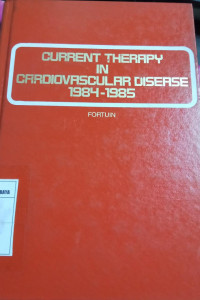 CURRENT THERAPY
IN
CARDIOVASCULAR DISEASE
1984-1985
FORTUIN